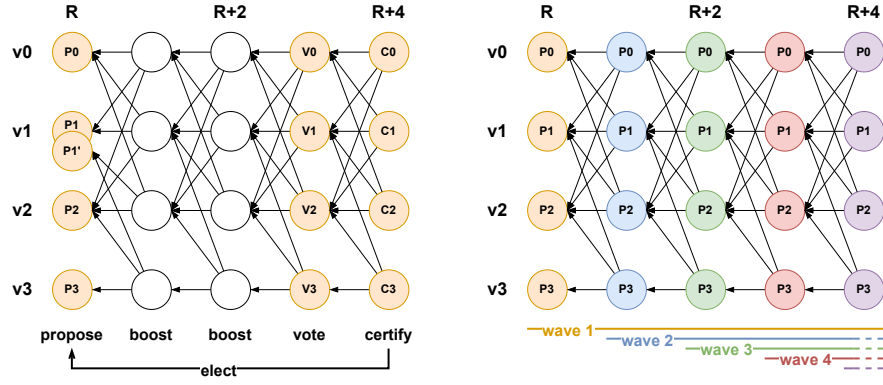 R R+2 R+4
v0 P0 V0 C0
v1 P1 V1 C1
P1'
v2 P2 V2 C2
v3 P3 V3 C3
propose boost boost vote certify
elect
R R+2 R+4
v0 P0 P0 P0 P0 P0
v1 P1 P1 P1 P1 P1
v2 P2 P2 P2 P2 P2
v3 P3 P3 P3 P3 P3
wave 1
wave 2
wave 3
wave 4